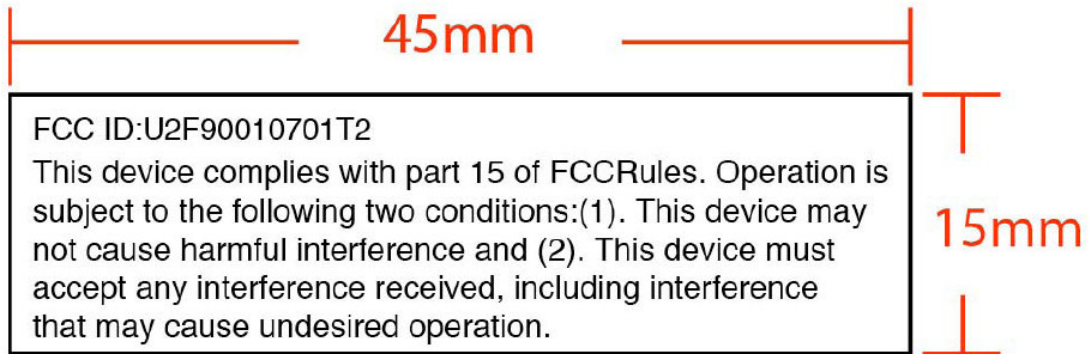 45mm
FCC ID:U2F90010701T2
This device complies with part 15 of FCCRules. Operation is
subject to the following two conditions:(1). This device may
not cause harmful interference and (2). This device must
accept any interference received, including interference
that may cause undesired operation.
15mm